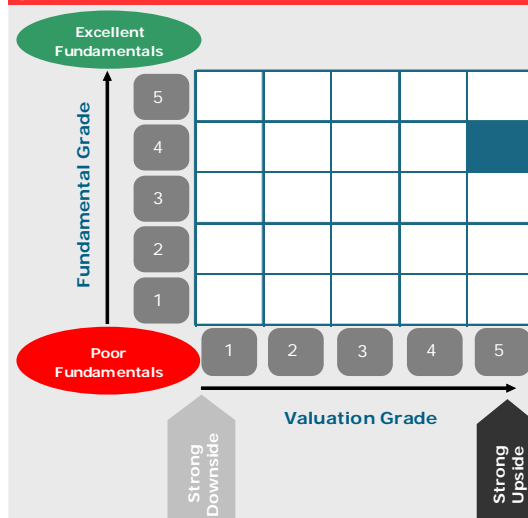 Excellent
Fundamentals
Fundamental Grade
5
4
3
2
1
Poor
Fundamentals
1
2
3
4
5
Valuation Grade
Strong
Downside
Strong
Upside